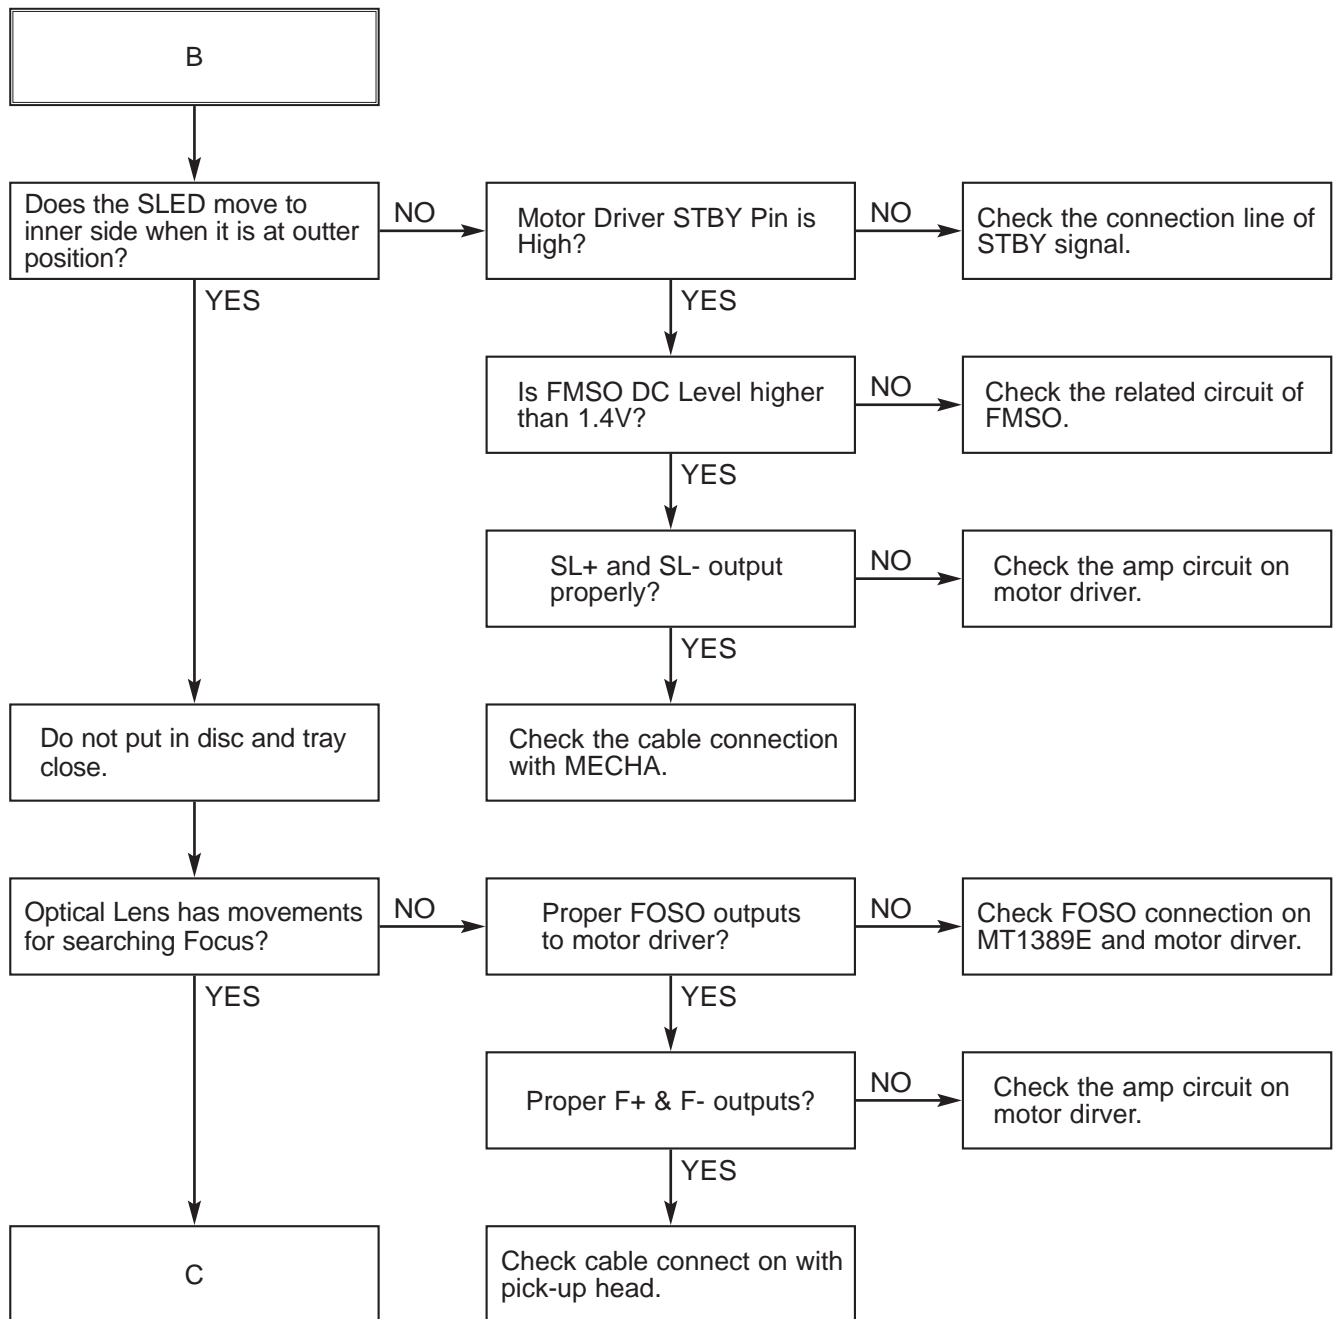 B
Does the SLED move to
inner side when it is at outter
position?
NO
Motor Driver STBY Pin is
High?
NO
Check the connection line of
STBY signal.
YES
YES
Is FMSO DC Level higher
than 1.4V?
NO
Check the related circuit of
FMSO.
YES
SL+ and SL- output
properly?
NO
Check the amp circuit on
motor driver.
YES
Do not put in disc and tray
close.
Check the cable connection
with MECHA.
Optical Lens has movements
for searching Focus?
NO
Proper FOSO outputs
to motor driver?
NO
Check FOSO connection on
MT1389E and motor dirver.
YES
YES
Proper F+ & F- outputs?
NO
Check the amp circuit on
motor dirver.
YES
C
Check cable connect on with
pick-up head.